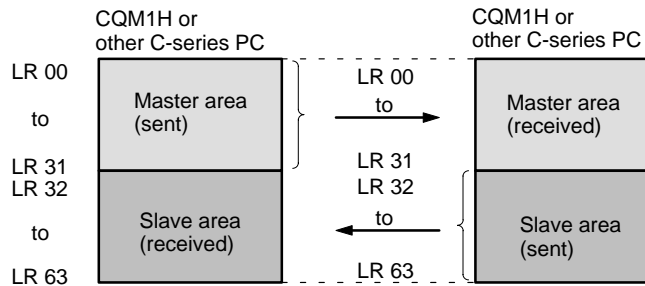 CQM1H or
other C-series PC
CQM1H or
other C-series PC
LR 00
to
LR 31
LR 32
to
LR 63
Master area
(sent)
Slave area
(received)
LR 00
to
LR 31
LR 32
to
LR 63
Master area
(received)
Slave area
(sent)